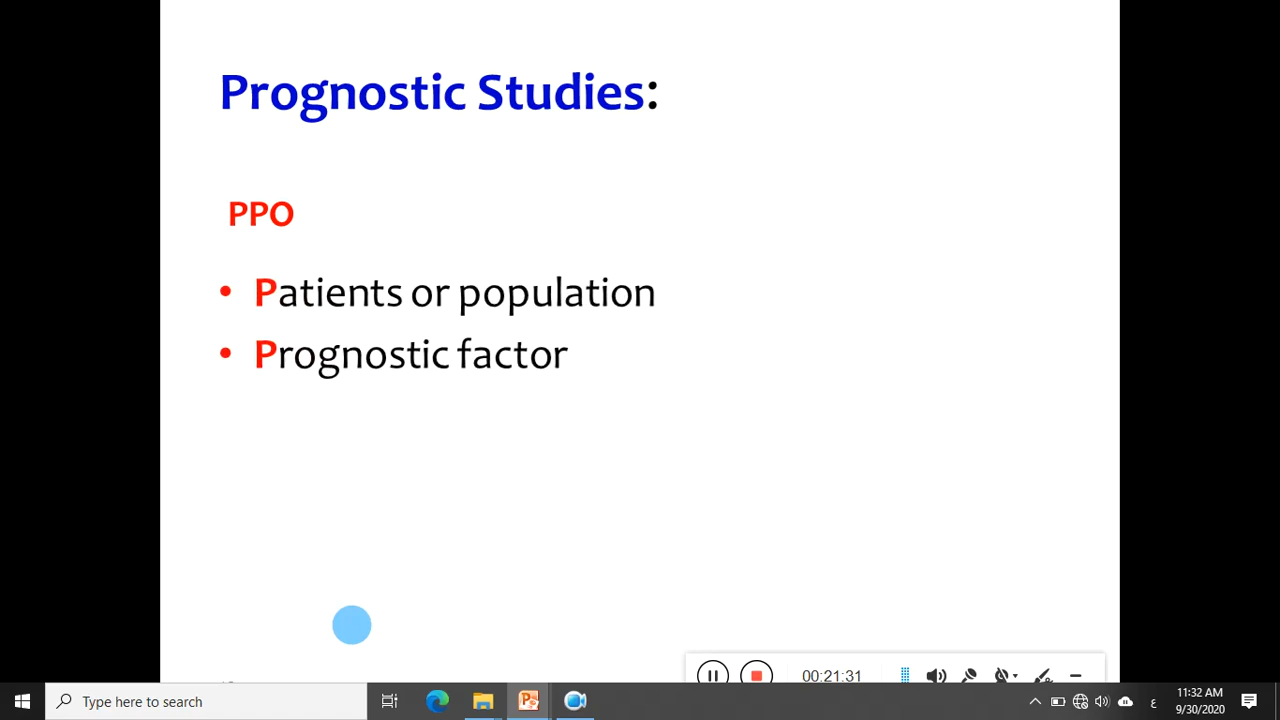 Prognostic Studies:
PPO
• Patients or population
• Prognostic factor
00:21:31
Type here to search
ع
11:32 AM
9/30/2020